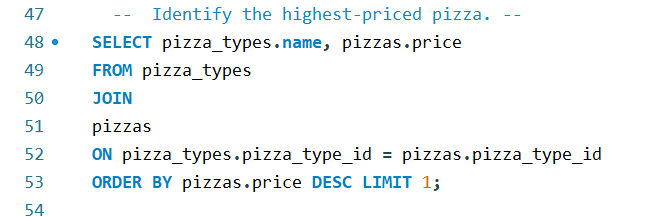 47 -- Identify the highest-priced pizza. --
48 SELECT pizza_types.name, pizzas.price
49 FROM pizza_types
50 JOIN
51 pizzas
52 ON pizza_types.pizza_type_id = pizzas.pizza_type_id
53 ORDER BY pizzas.price DESC LIMIT 1;
54